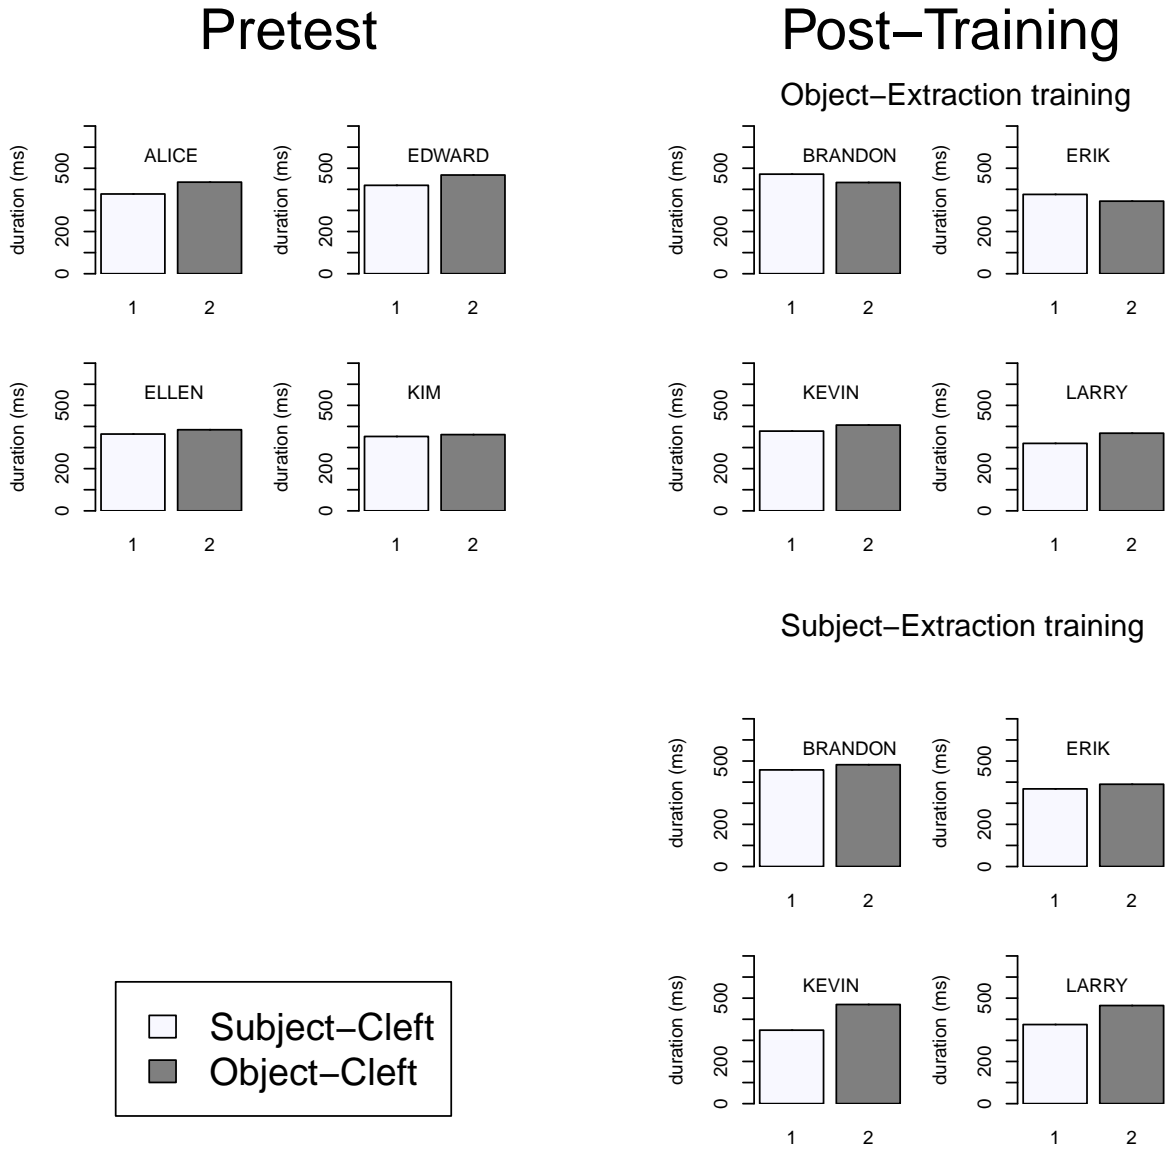 Pretest
Post−Training
Object−Extraction training
duration (ms)
0 200 500
ALICE
1 2
duration (ms)
0 200 500
EDWARD
1 2
duration (ms)
0 200 500
BRANDON
1 2
duration (ms)
0 200 500
ERIK
1 2
duration (ms)
0 200 500
ELLEN
1 2
duration (ms)
0 200 500
KIM
1 2
duration (ms)
0 200 500
KEVIN
1 2
duration (ms)
0 200 500
LARRY
1 2
Subject−Extraction training
duration (ms)
0 200 500
BRANDON
1 2
duration (ms)
0 200 500
ERIK
1 2
duration (ms)
0 200 500
KEVIN
1 2
duration (ms)
0 200 500
LARRY
1 2
Subject−Cleft
Object−Cleft